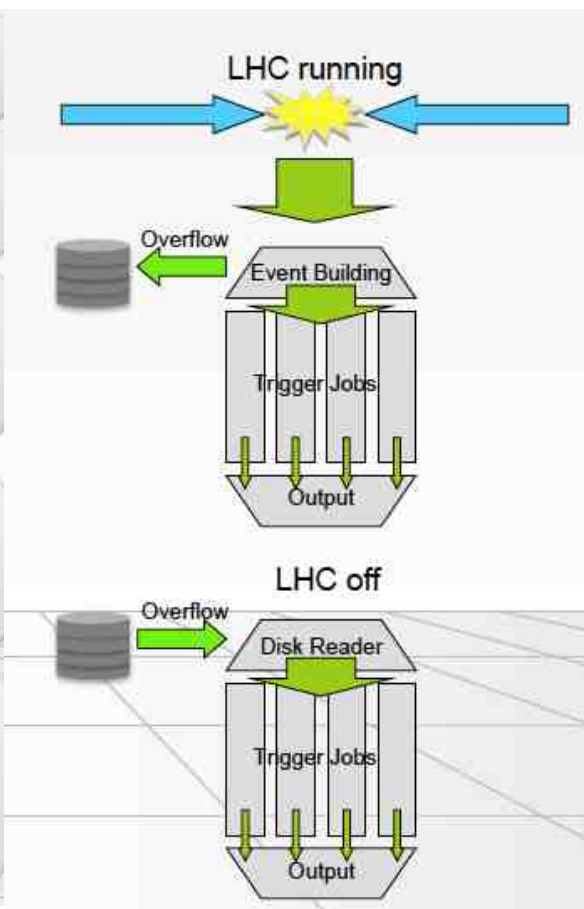 LHC running
Overflow
Event Building
Trigger Jobs
Output
LHC off
Overflow
Disk Reader
Trigger Jobs
Output